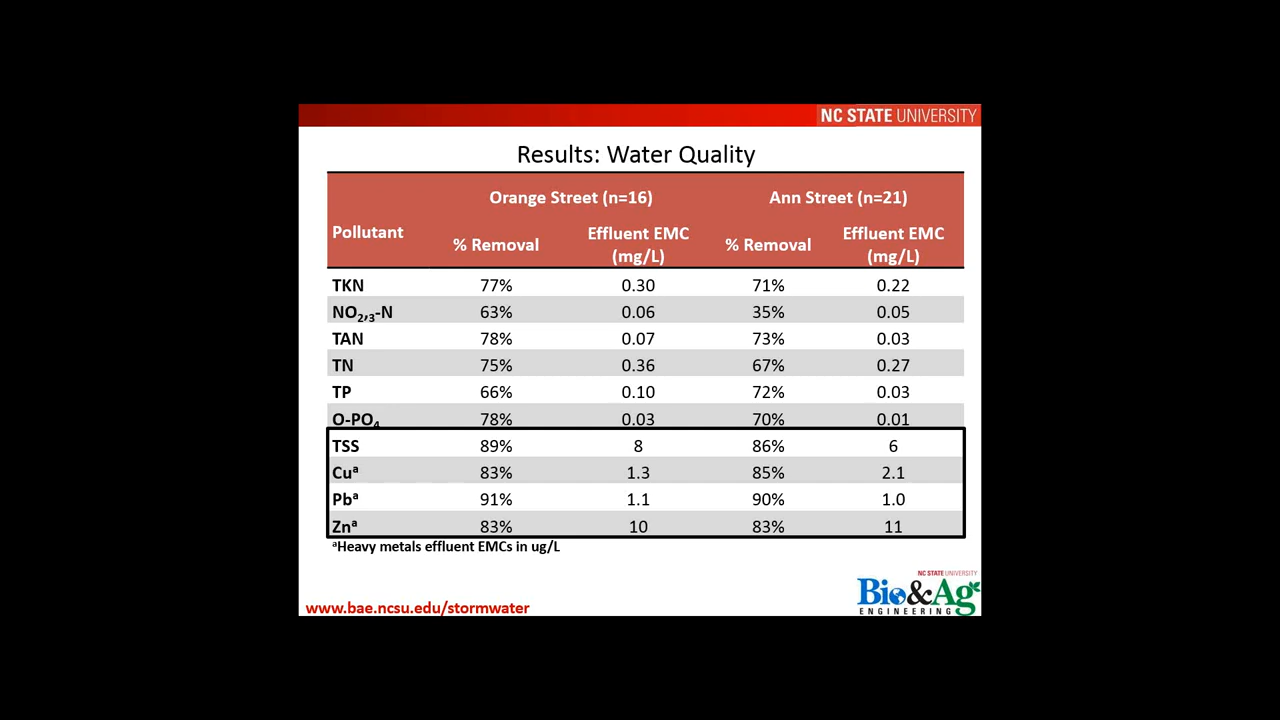 NC STATE UNIVERSITY
Results: Water Quality
Orange Street (n=16) Ann Street (n=21)
Pollutant % Removal Effluent EMC (mg/L) % Removal Effluent EMC (mg/L)
TKN 77% 0.30 71% 0.22
NO2,3-N 63% 0.06 35% 0.05
TAN 78% 0.07 73% 0.03
TN 75% 0.36 67% 0.27
TP 66% 0.10 72% 0.03
O-PO4 78% 0.03 70% 0.01
TSS 89% 8 86% 6
Cuª 83% 1.3 85% 2.1
Pbª 91% 1.1 90% 1.0
Znª 83% 10 83% 11
ªHeavy metals effluent EMCs in ug/L
NC STATE UNIVERSITY
Bio&Ag
ENGINEERING
www.bae.ncsu.edu/stormwater